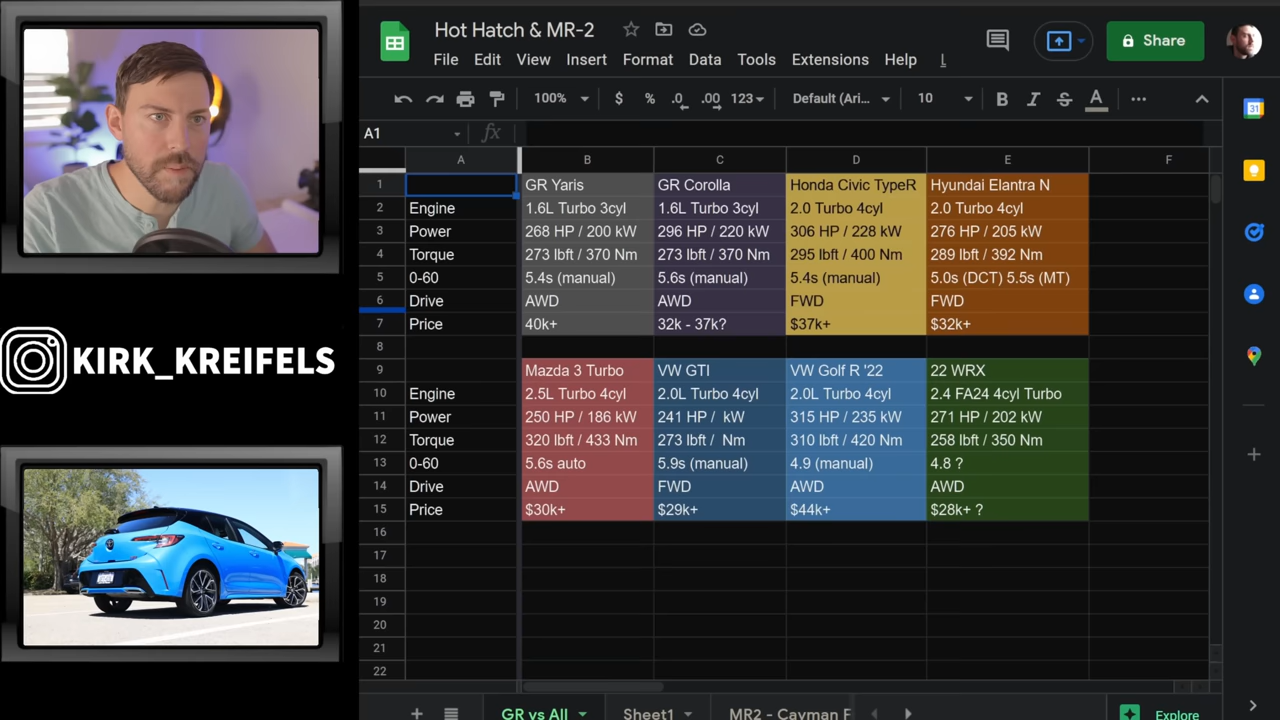 Hot Hatch & MR-2
File Edit View Insert Format Data Tools Extensions Help L
Share
100% $ % .0 .00 123 Default (Ari... 10 B I S A
A1 fx
A B C D E F
1 GR Yaris GR Corolla Honda Civic TypeR Hyundai Elantra N
2 Engine 1.6L Turbo 3cyl 1.6L Turbo 3cyl 2.0 Turbo 4cyl 2.0 Turbo 4cyl
3 Power 268 HP / 200 kW 296 HP / 220 kW 306 HP / 228 kW 276 HP / 205 kW
4 Torque 273 lbft / 370 Nm 273 lbft / 370 Nm 295 lbft / 400 Nm 289 lbft / 392 Nm
5 0-60 5.4s (manual) 5.6s (manual) 5.4s (manual) 5.0s (DCT) 5.5s (MT)
6 Drive AWD AWD FWD FWD
7 Price 40k+ 32k - 37k? $37k+ $32k+
8
9 Mazda 3 Turbo VW GTI VW Golf R '22 22 WRX
10 Engine 2.5L Turbo 4cyl 2.0L Turbo 4cyl 2.0L Turbo 4cyl 2.4 FA24 4cyl Turbo
11 Power 250 HP / 186 kW 241 HP / kW 315 HP / 235 kW 271 HP / 202 kW
12 Torque 320 lbft / 433 Nm 273 lbft / Nm 310 lbft / 420 Nm 258 lbft / 350 Nm
13 0-60 5.6s auto 5.9s (manual) 4.9 (manual) 4.8 ?
14 Drive AWD FWD AWD AWD
15 Price $30k+ $29k+ $44k+ $28k+ ?
16
17
18
19
20
21
22
GR vs All Sheet1 MR2 - Cayman F
Explore
31
KIRK_KREIFELS